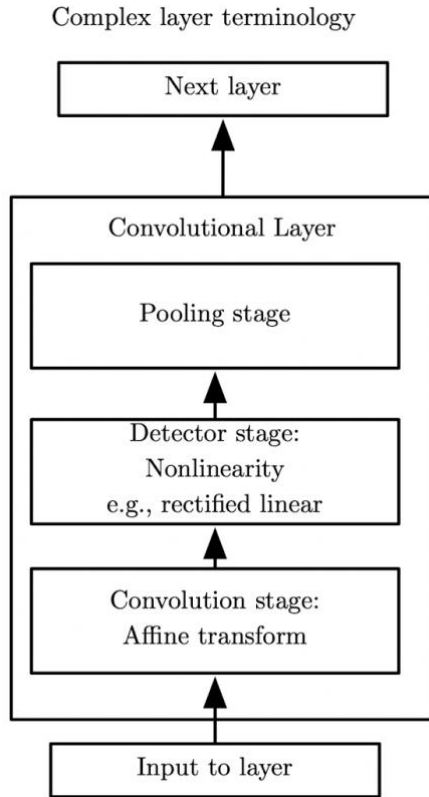 Complex layer terminology
Next layer
Convolutional Layer
Pooling stage
Detector stage:
Nonlinearity
e.g., rectified linear
Convolution stage:
Affine transform
Input to layer